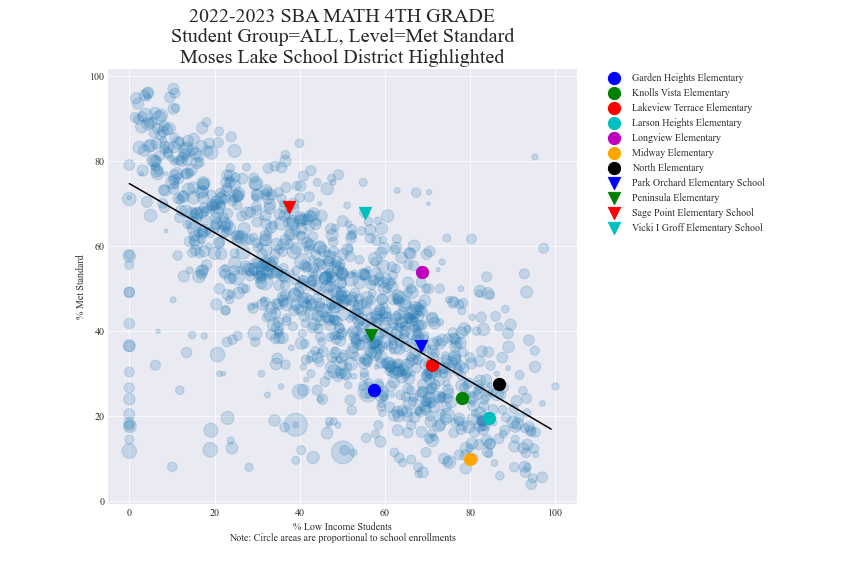 2022-2023 SBA MATH 4TH GRADE
Student Group=ALL, Level=Met Standard
Moses Lake School District Highlighted
100
80
60
40
20
0
% Met Standard
0 20 40 60 80 100
% Low Income Students
Note: Circle areas are proportional to school enrollments
Garden Heights Elementary
Knolls Vista Elementary
Lakeview Terrace Elementary
Larson Heights Elementary
Longview Elementary
Midway Elementary
North Elementary
Park Orchard Elementary School
Peninsula Elementary
Sage Point Elementary School
Vicki I Groff Elementary School